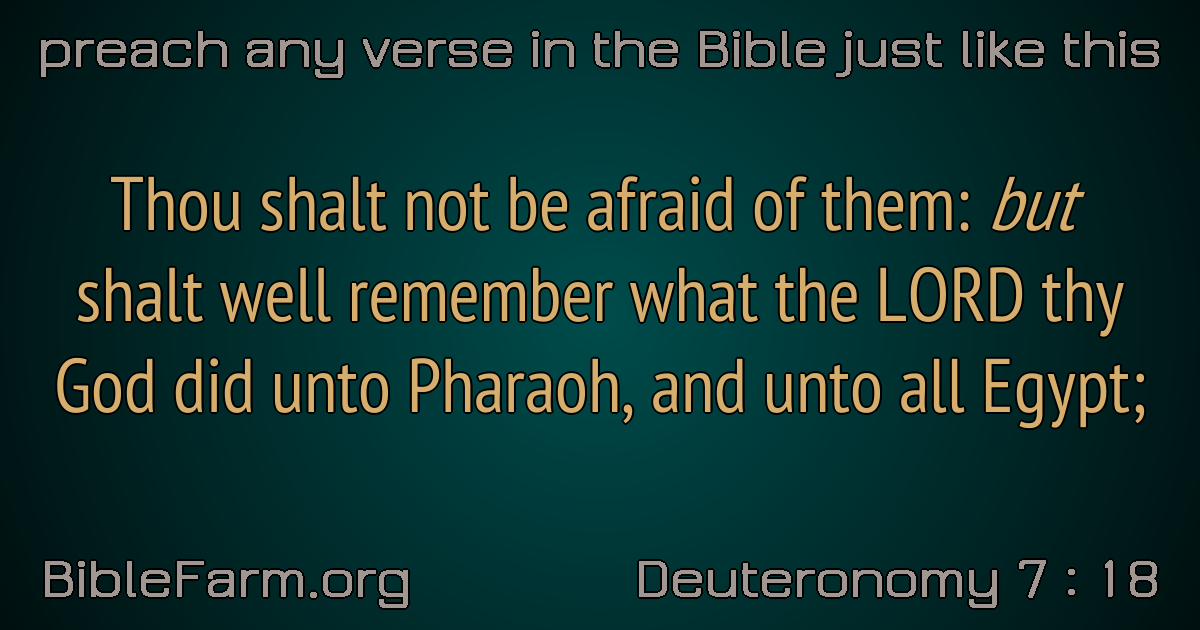 preach any verse in the Bible just like this
Thou shalt not be afraid of them: but
shalt well remember what the LORD thy
God did unto Pharaoh, and unto all Egypt;
BibleFarm.org
Deuteronomy 7 : 18